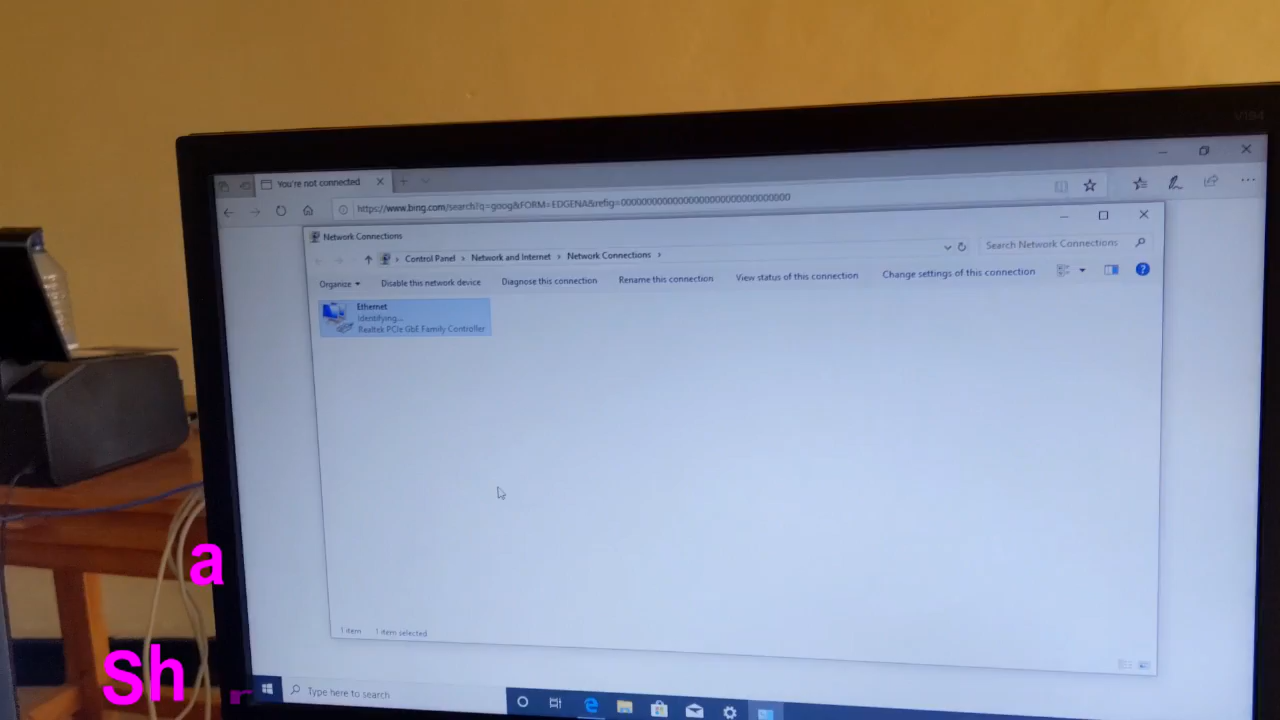 V194
You're not connected
https://www.bing.com/search?q=goog&FORM=EDGENA&refig=00000000000000000000000000000000
Network Connections
Control Panel > Network and Internet > Network Connections >
Search Network Connections
Organize
Disable this network device
Diagnose this connection
Rename this connection
View status of this connection
Change settings of this connection
Ethernet
Identifying...
Realtek PCIe GbE Family Controller
1 item
1 item selected
a
Sh
Type here to search